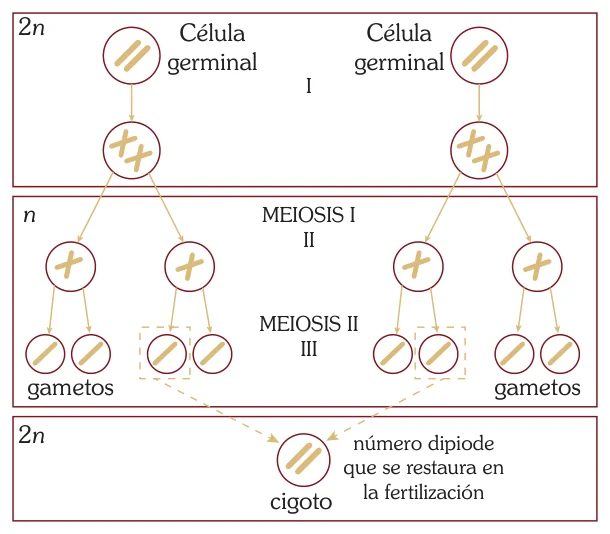 2n
Célula
germinal
Célula
germinal
I
n
MEIOSIS I
II
MEIOSIS II
III
gametos
gametos
2n
número dipiode
que se restaura en
la fertilización
cigoto